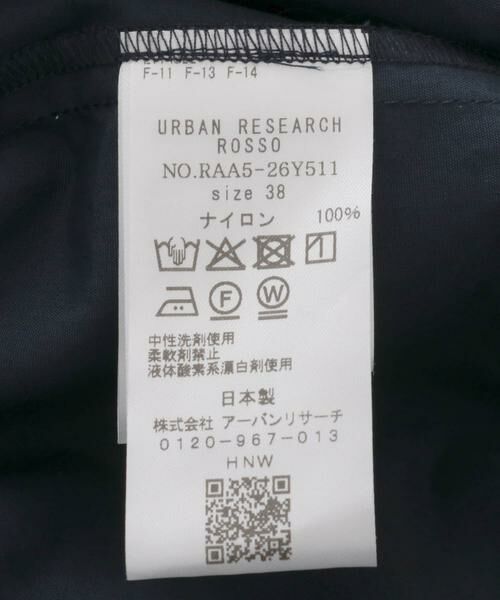 F-11 F-13 F-14
URBAN RESEARCH
ROSSO
NO.RAA5-26Y511
size 38
ナイロン 100%
F W
中性洗剤使用
柔軟剤禁止
液体酸素系漂白剤使用
日本製
株式会社 アーバンリサーチ
0120-967-013
HNW